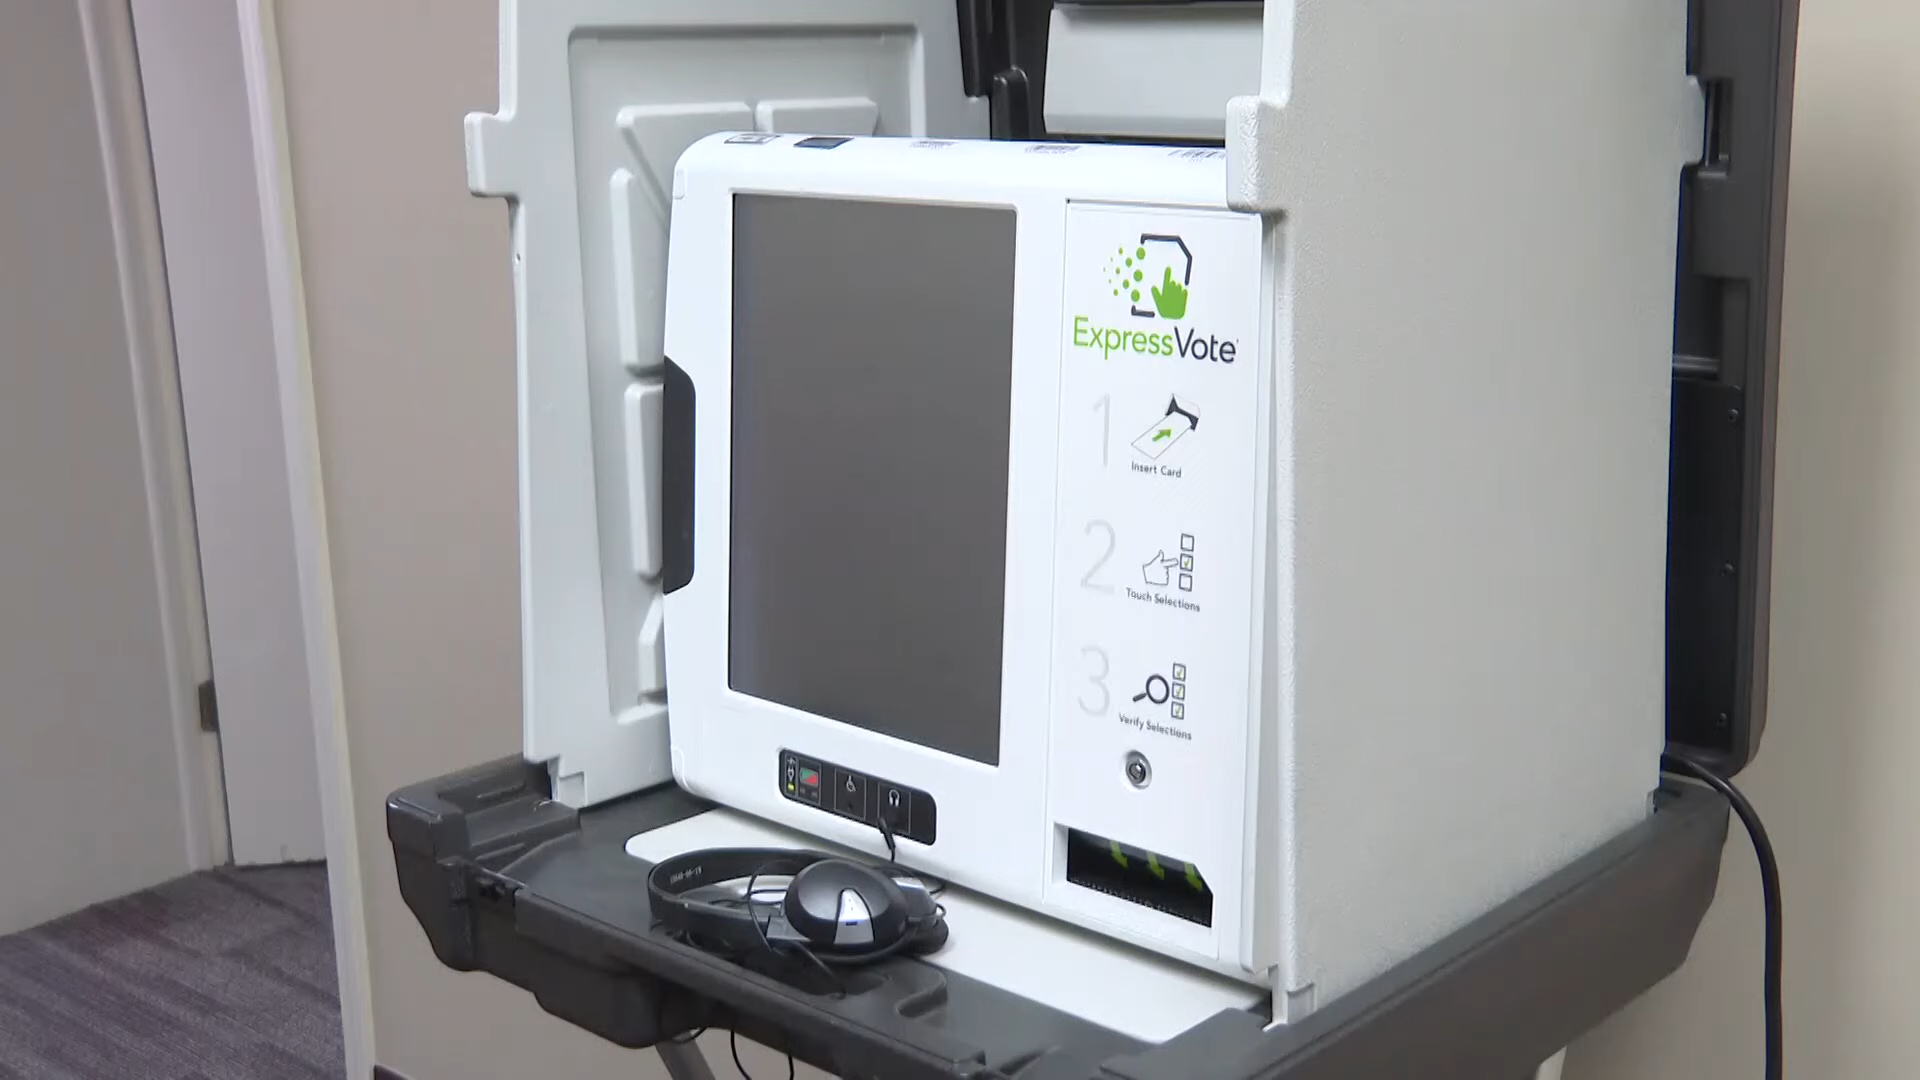 ExpressVote
1
Insert Card
2
Touch Selections
3
Verify Selections